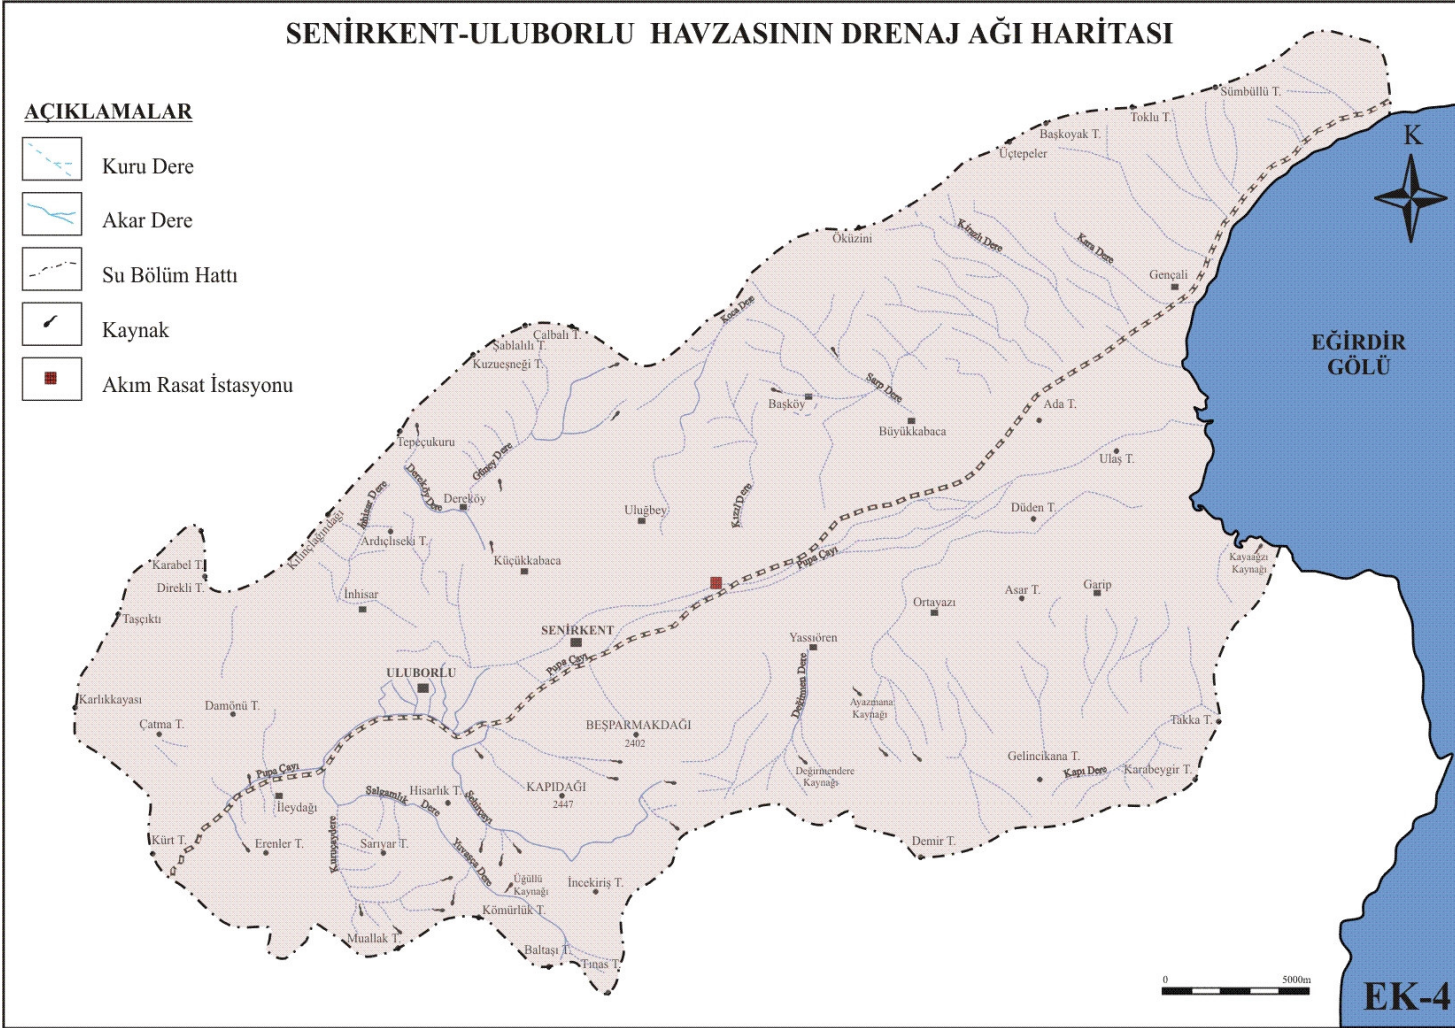 SENİRKENT-ULUBORLU HAVZASININ DRENAJ AĞI HARİTASI
AÇIKLAMALAR
Kuru Dere
Akar Dere
Su Bölüm Hattı
Kaynak
Akım Rasat İstasyonu
K
EĞİRDİR
GÖLÜ
Sümbüllü T.
Toklu T.
Başkoyak T.
Üçtepeler
Öküzini
Kirazlı Dere
Kara Dere
Gençali
Koca Dere
Çalbalı T.
Şablalılı T.
Kuzueşneği T.
Sarp Dere
Başköy
Büyükkabaca
Ada T.
Tepeçukuru
Güney Dere
Dereköy Dere
Dereköy
Ulaş T.
Kızıl Dere
Uluğbey
Düden T.
İnhisar Dere
Kılınçlağındağı
Ardıçlıseki T.
Küçükkabaca
Pupa Çayı
Kayaağzı
Kaynağı
Karabel T.
Direkli T.
Taşçıktı
İnhisar
Ortayazı
Asar T.
Garip
SENİRKENT
Yassıören
Pupa Çayı
ULUBORLU
Değirmen Dere
Karlıkkayası
Damönü T.
Çatma T.
BEŞPARMAKDAĞI
2402
Ayazmana
Kaynağı
Takka T.
Gelincikana T.
Kapı Dere
Karabeygir T.
Değirmendere
Kaynağı
Pupa Çayı
İleydağı
Salgamlık Dere
Hisarlık T.
Sehirçayı
KAPIDAĞI
2447
Kuruçaydere
Kürt T.
Erenler T.
Sarıyar T.
Yuvaşca Dere
Demir T.
Üğüllü
Kaynağı
İncekiriş T.
Kömürlük T.
Muallak T.
Baltaşı T.
Tınas T.
0 5000m
EK-4